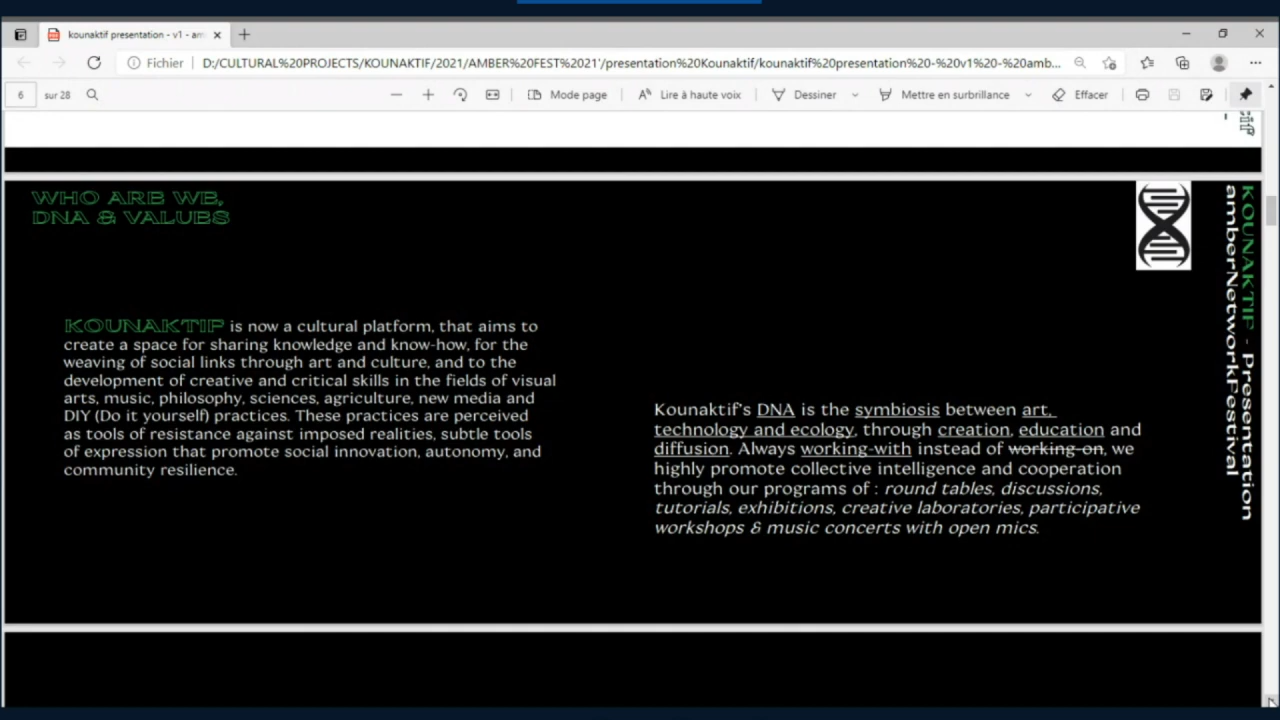 kounaktif presentation - v1 - am
Fichier
D:/CULTURAL%20PROJECTS/KOUNAKTIF/2021/AMBER%20FEST%2021'/presentation%20Kounaktif/kounaktif%20presentation%20-%20v1%20-%20amb...
6 sur 28
Mode page
Lire à haute voix
Dessiner
Mettre en surbrillance
Effacer
WHO ARE WE,
DNA & VALUES
KOUNAKTIF is now a cultural platform, that aims to
create a space for sharing knowledge and know-how, for the
weaving of social links through art and culture, and to the
development of creative and critical skills in the fields of visual
arts, music, philosophy, sciences, agriculture, new media and
DIY (Do it yourself) practices. These practices are perceived
as tools of resistance against imposed realities, subtle tools
of expression that promote social innovation, autonomy, and
community resilience.
Kounaktif's DNA is the symbiosis between art,
technology and ecology, through creation, education and
diffusion. Always working-with instead of working-on, we
highly promote collective intelligence and cooperation
through our programs of : round tables, discussions,
tutorials, exhibitions, creative laboratories, participative
workshops & music concerts with open mics.
KOUNAKTIF - Presentation
amberNetworkFestival